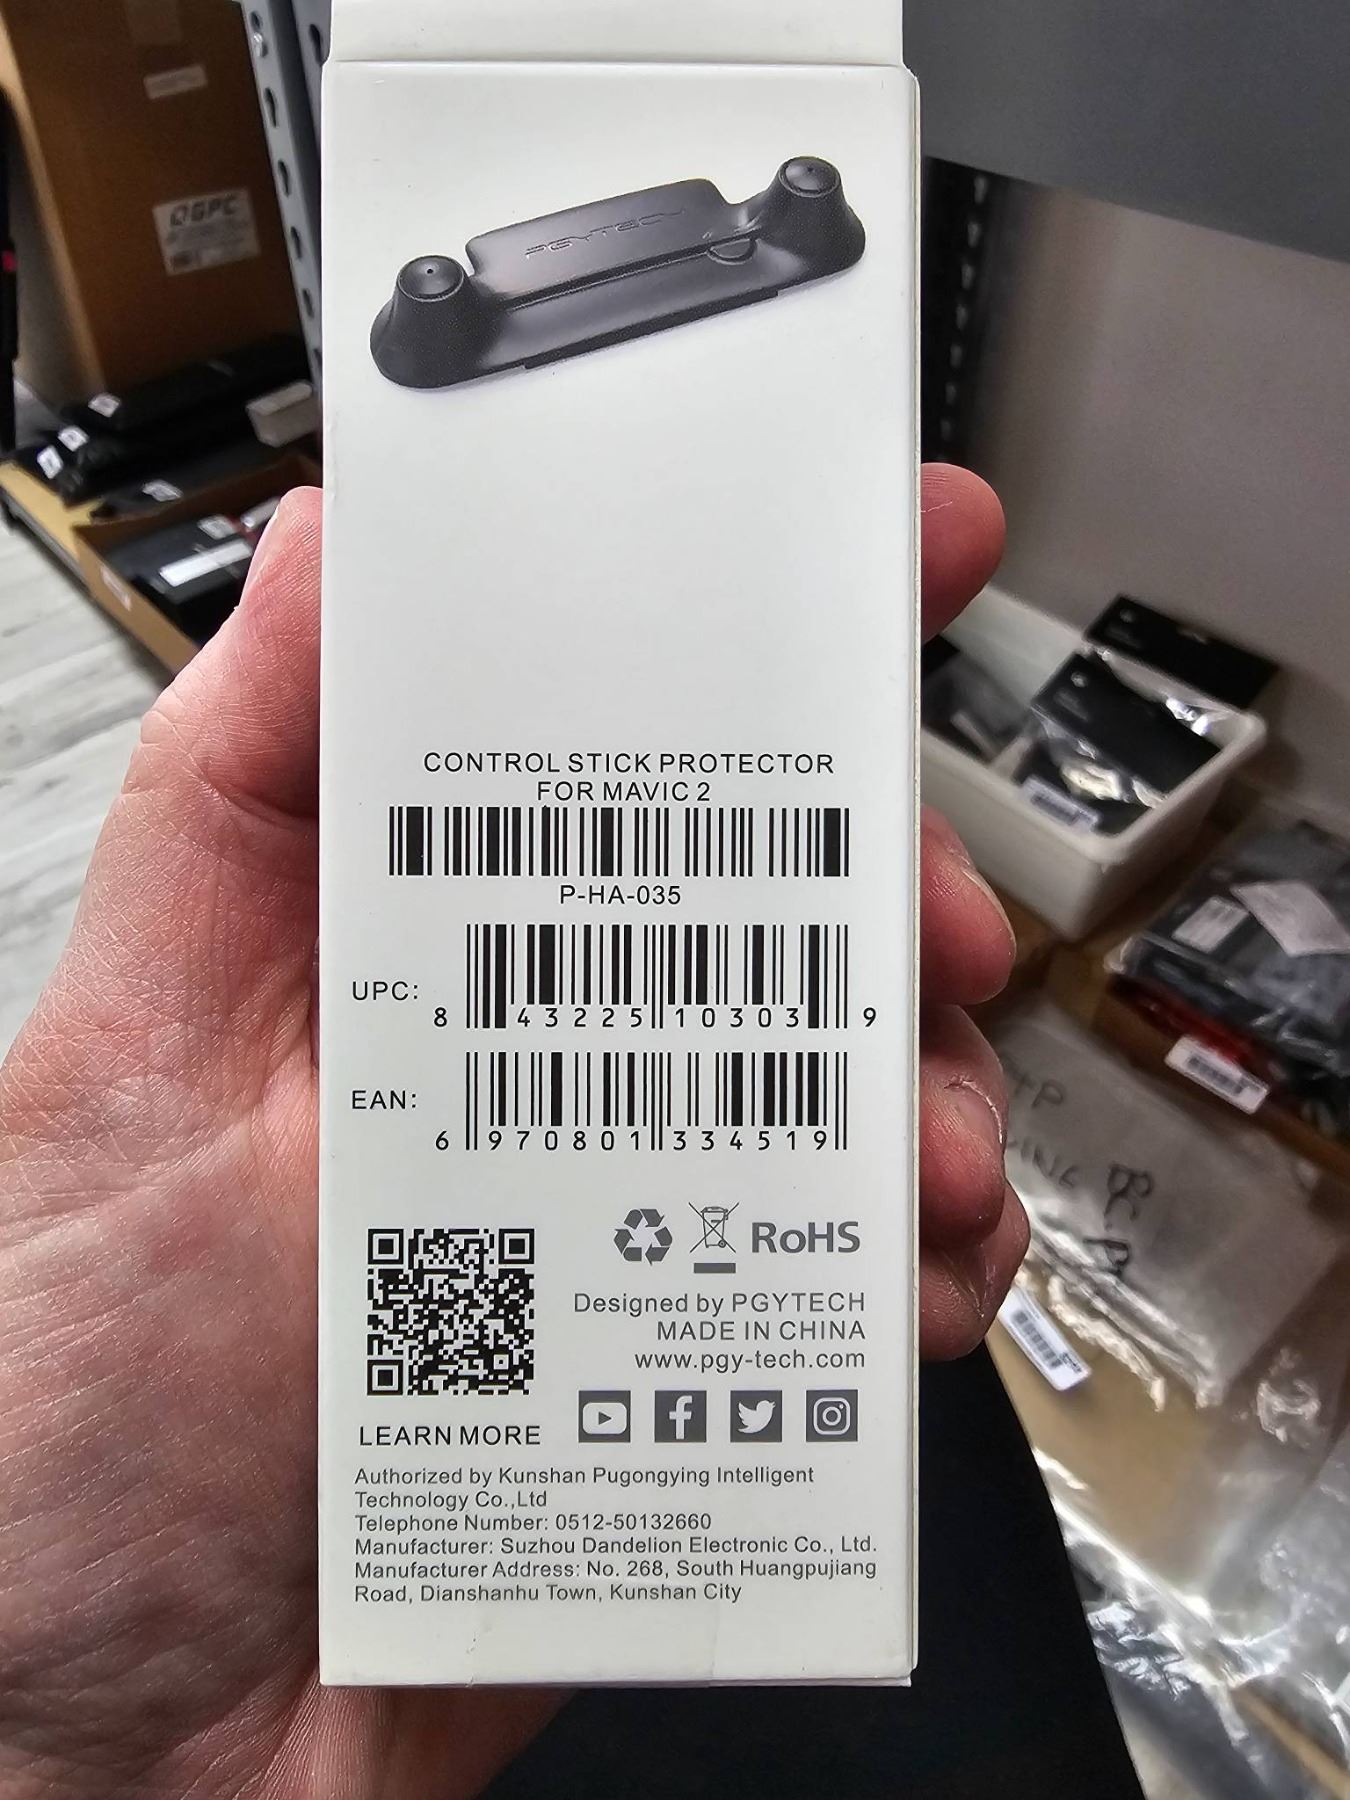 PGYTECH
CONTROL STICK PROTECTOR
FOR MAVIC 2
P-HA-035
UPC:
8 43225 10303 9
EAN:
6 970801 334519
RoHS
Designed by PGYTECH
MADE IN CHINA
www.pgy-tech.com
LEARN MORE
Authorized by Kunshan Pugongying Intelligent
Technology Co.,Ltd
Telephone Number: 0512-50132660
Manufacturer: Suzhou Dandelion Electronic Co., Ltd.
Manufacturer Address: No. 268, South Huangpujiang
Road, Dianshanhu Town, Kunshan City